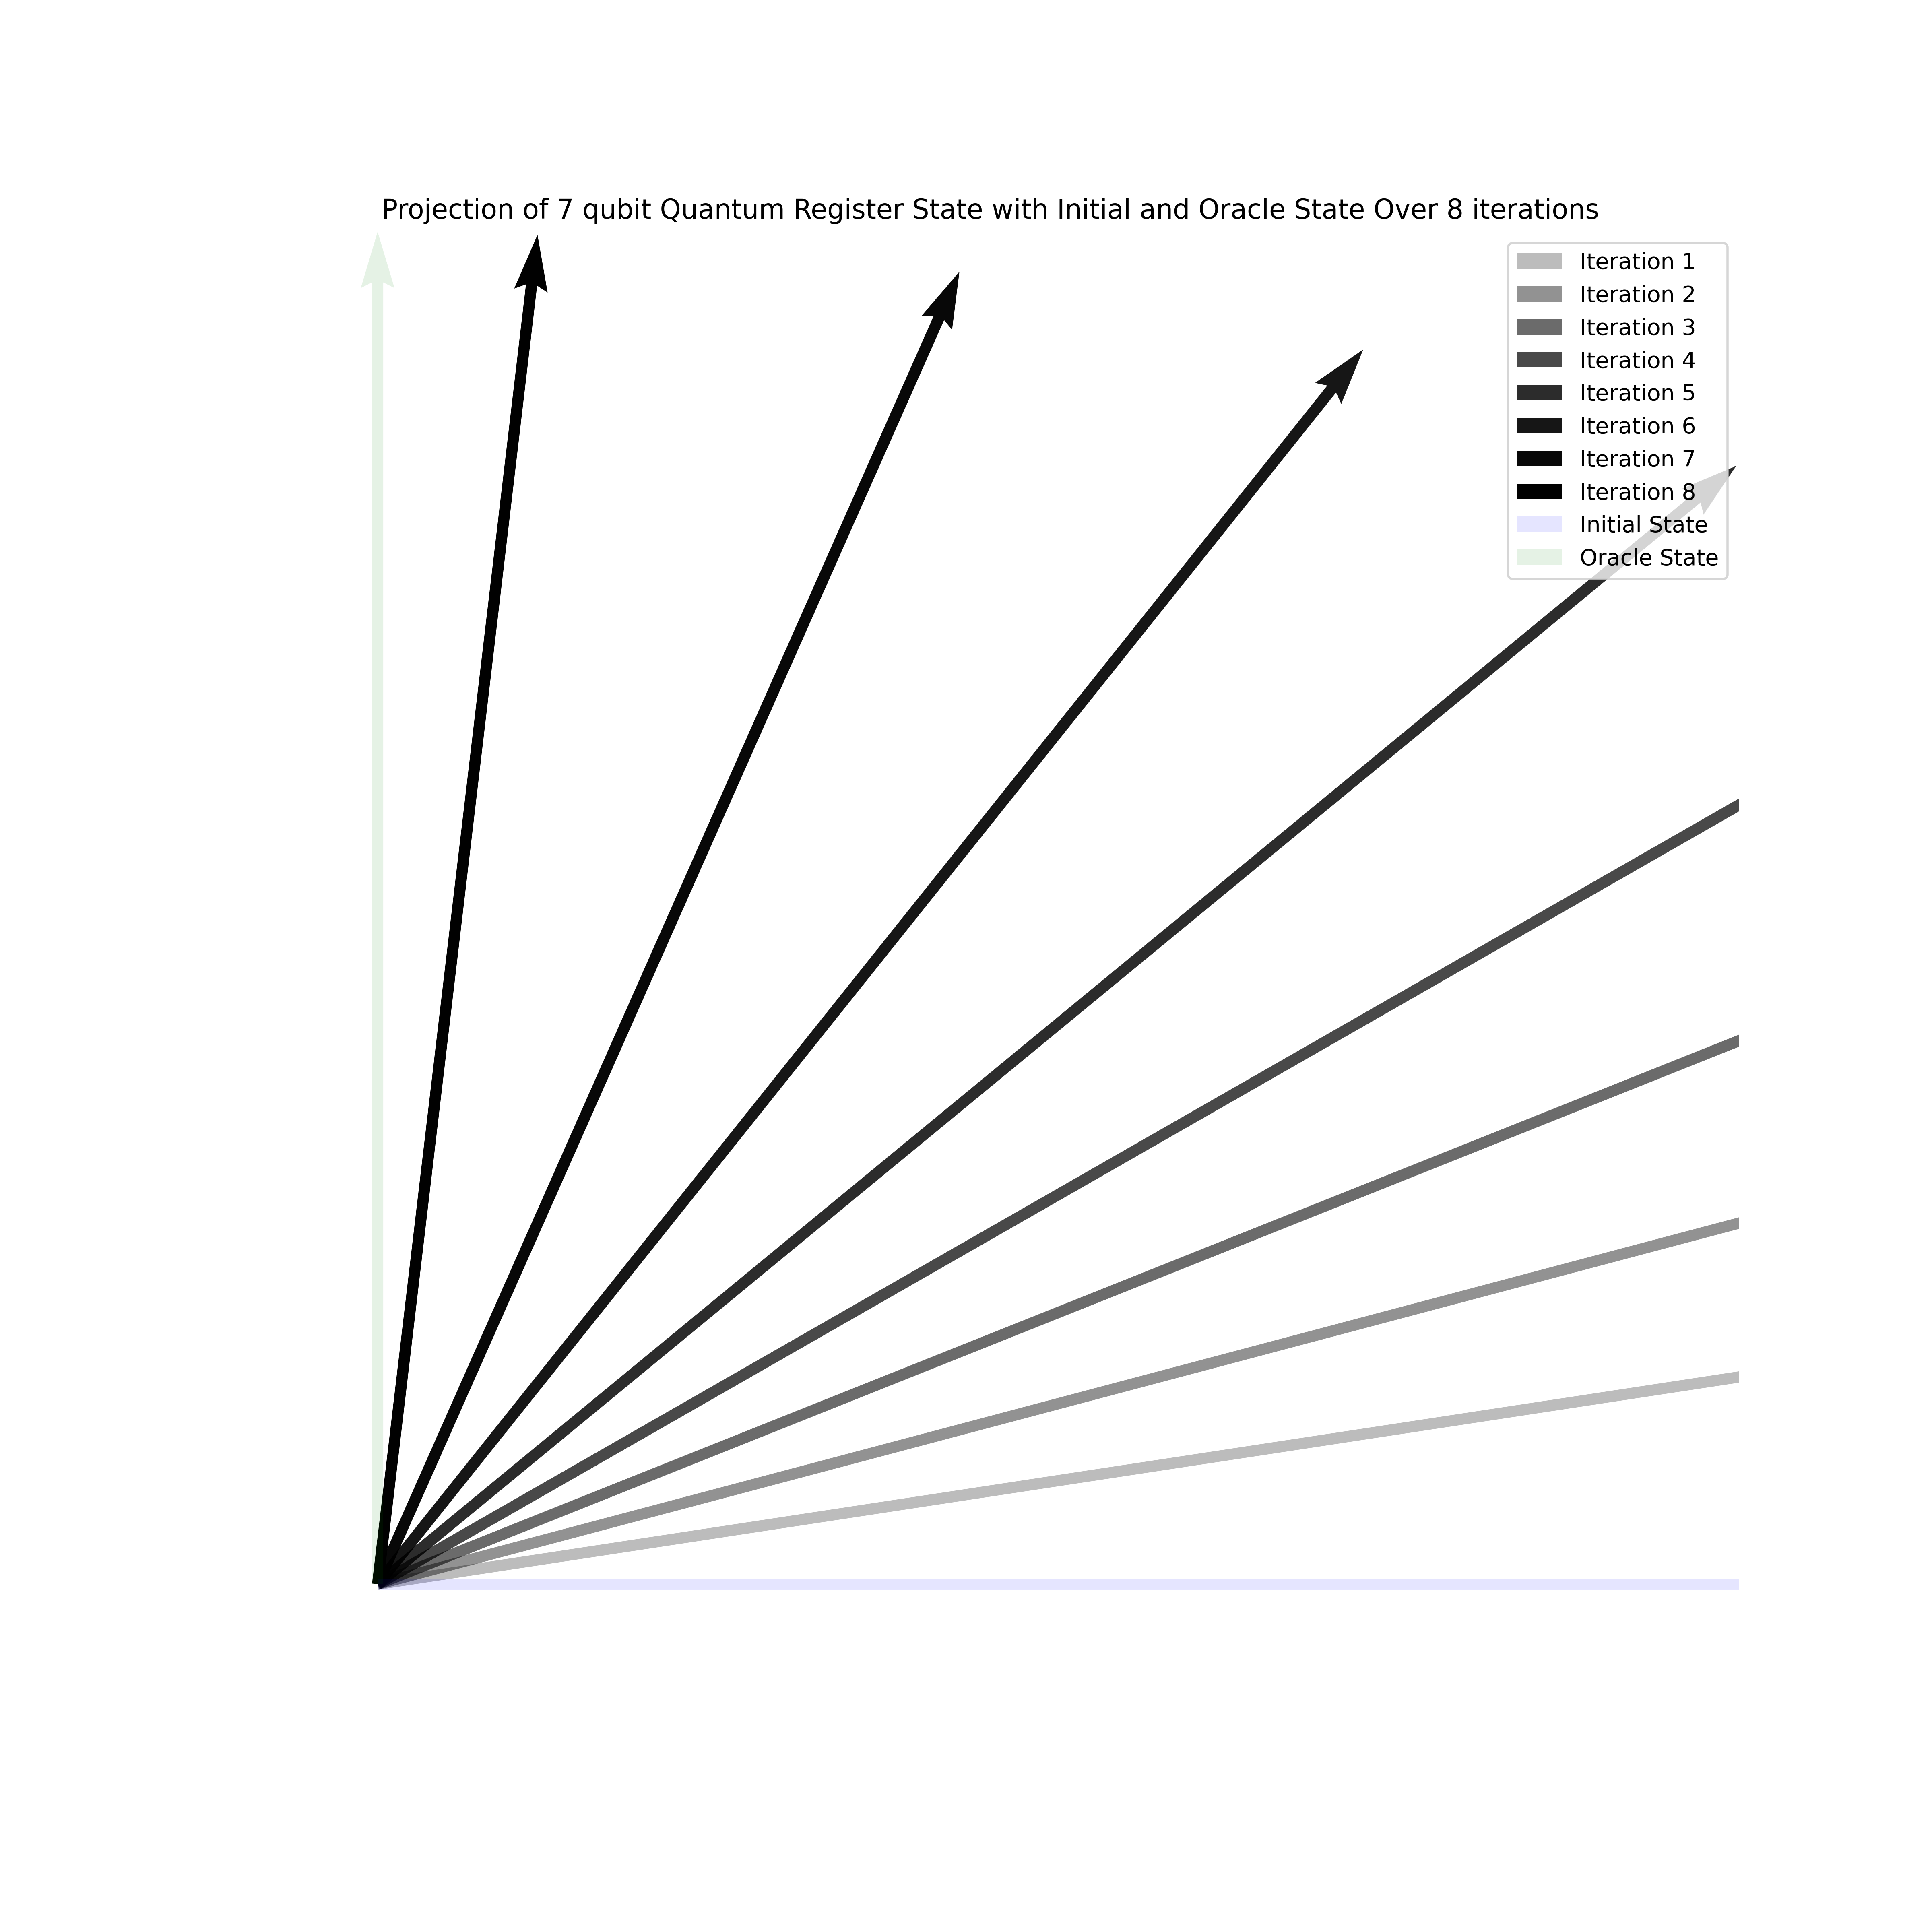 Projection of 7 qubit Quantum Register State with Initial and Oracle State Over 8 iterations
Iteration 1
Iteration 2
Iteration 3
Iteration 4
Iteration 5
Iteration 6
Iteration 7
Iteration 8
Initial State
Oracle State